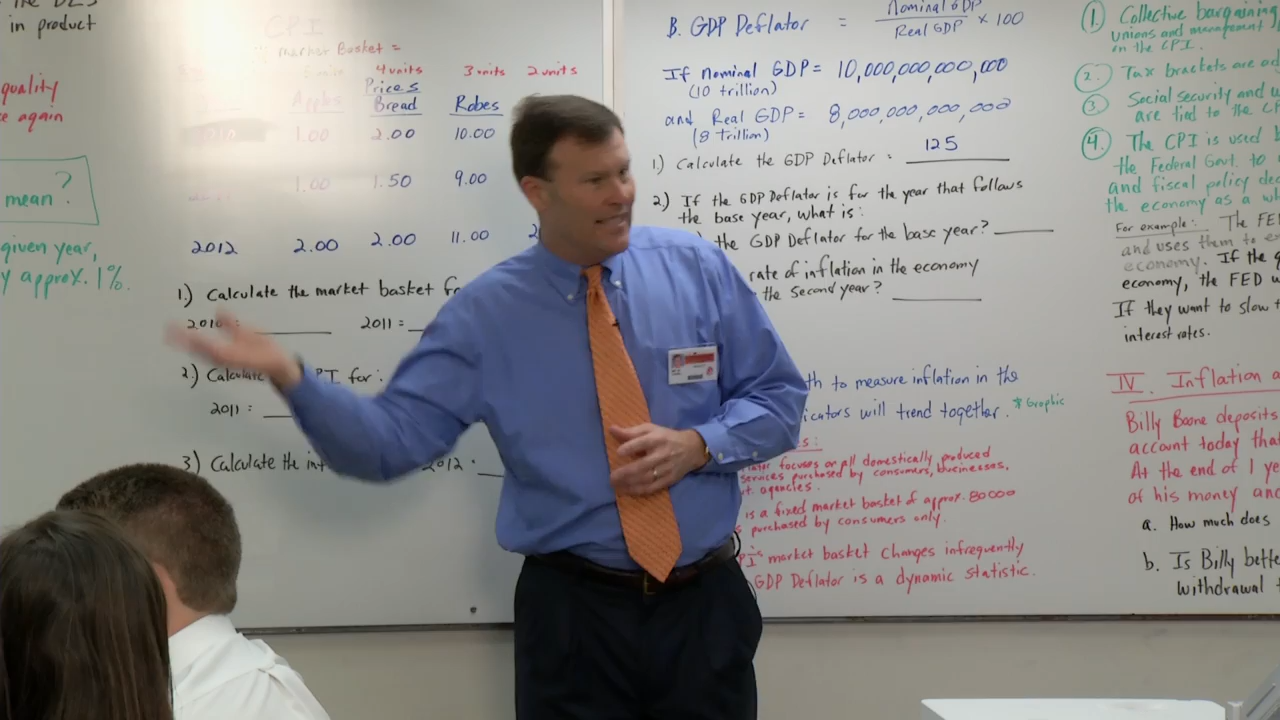 in product
quality
e again
mean?
given year,
y approx. 1%.
CPI
market Basket =
4 units 3 units 2 units
Prices
Apples Bread Robes
2010 1.00 2.00 10.00
1.00 1.50 9.00
2012 2.00 2.00 11.00 2
1.) Calculate the market basket fo
2010 = 2011 =
2.) Calculate PI for:
2011 :
3) Calculate the inf 2012 :
B. GDP Deflator = Nominal GDP
Real GDP × 100
If nominal GDP = 10,000,000,000,000
(10 trillion)
and Real GDP = 8,000,000,000,000
(8 trillion)
1) Calculate the GDP Deflator = 125
2) If the GDP Deflator is for the year that follows
the base year, what is:
the GDP Deflator for the base year?
rate of inflation in the economy
the second year?
th to measure inflation in the
icators will trend together. * Graphic
s:
lator focuses on all domestically produced
services purchased by consumers, businesses,
t. agencies.
is a fixed market basket of approx. 80000
purchased by consumers only.
PI's market basket changes infrequently
GDP Deflator is a dynamic statistic.
1. Collective bargaining
unions and management
on the CPI.
2. Tax brackets are ad
3 Social security and w
are tied to the C
4. The CPI is used b
the Federal Govt. to
and fiscal policy dec
the economy as a wh
For example: The FED
and uses them to e
economy. If the
economy, the FED
If they want to slow t
interest rates.
IV. Inflation a
Billy Boone deposits
account today that
At the end of 1 ye
of his money and
a. How much does
b. Is Billy bette
withdrawal t